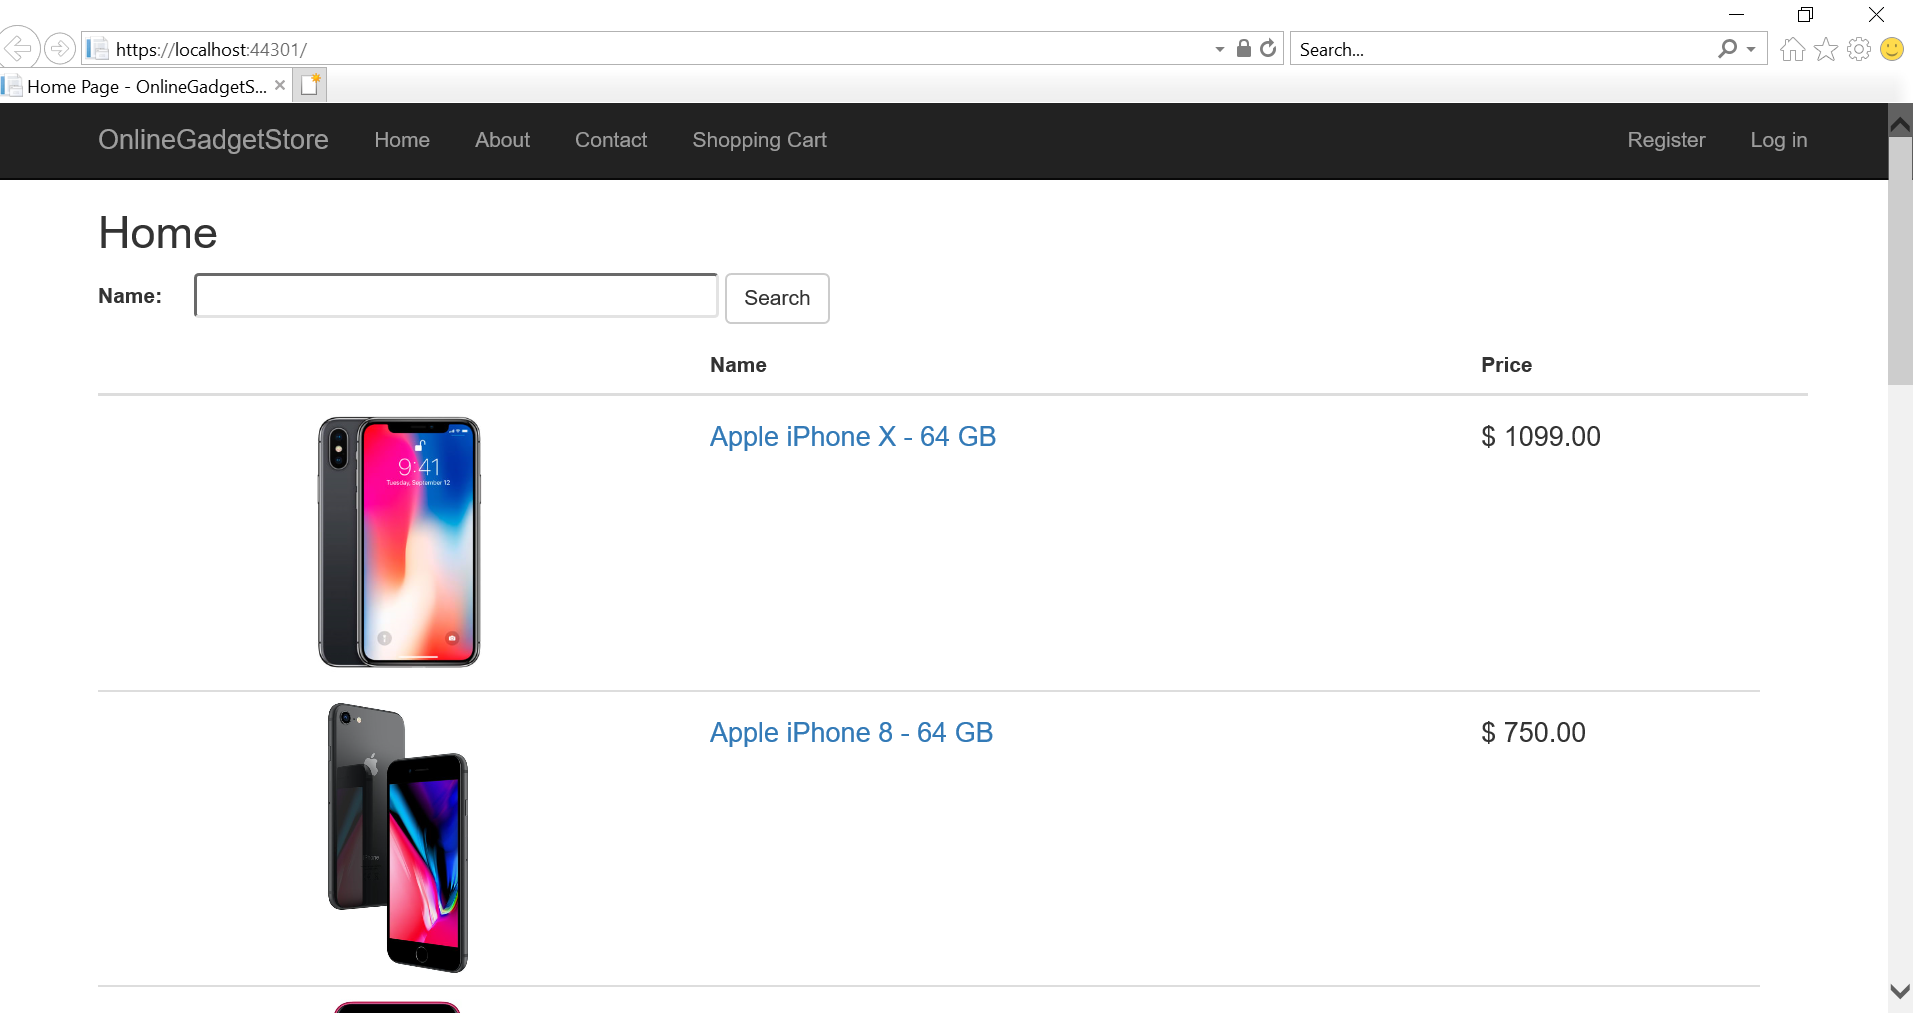 https://localhost:44301/
Search...
Home Page - OnlineGadgetS...
OnlineGadgetStore Home About Contact Shopping Cart Register Log in
Home
Name: Search
Name Price
Apple iPhone X - 64 GB $ 1099.00
9:41
Tuesday, September 12
Apple iPhone 8 - 64 GB $ 750.00